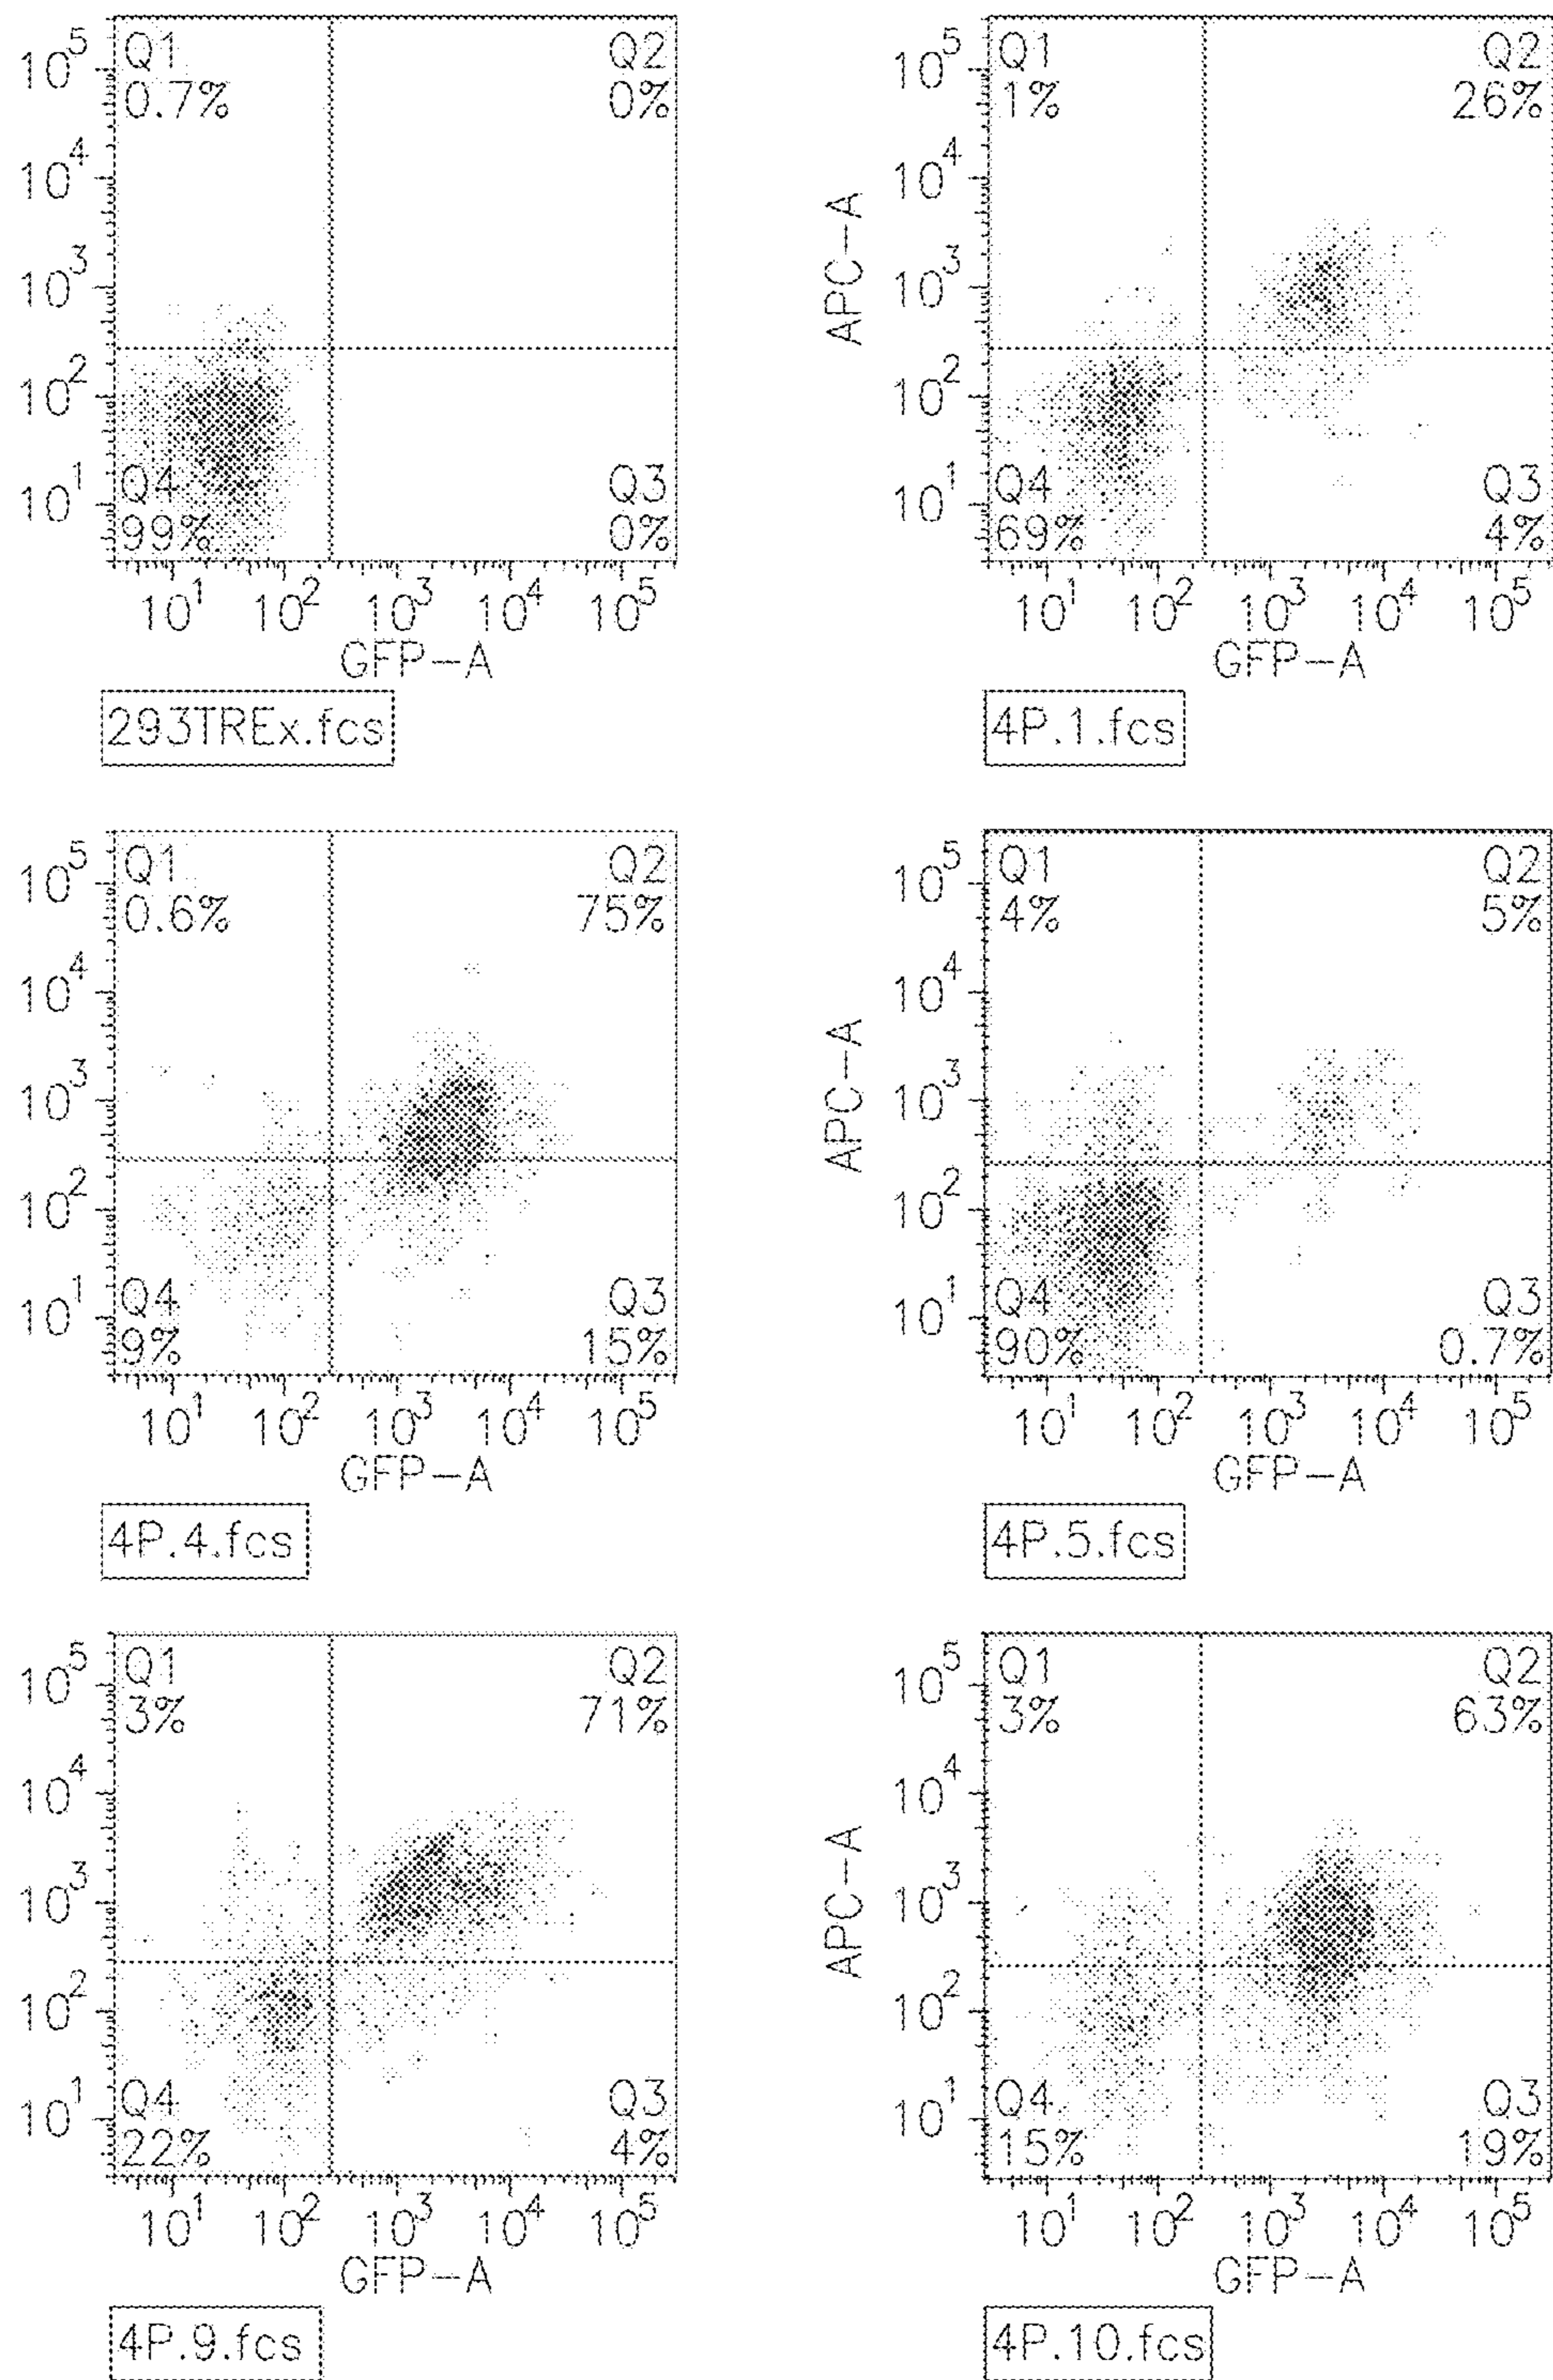 Q1 Q2
0.7% 0%
10^5
10^4
10^3
10^2
10^1
Q4 Q3
99% 0%
10^1 10^2 10^3 10^4 10^5
GFP-A
293TREx.fcs
APC-A
Q1 Q2
1% 26%
10^5
10^4
10^3
10^2
10^1
Q4 Q3
69% 4%
10^1 10^2 10^3 10^4 10^5
GFP-A
4P.1.fcs
Q1 Q2
0.6% 75%
10^5
10^4
10^3
10^2
10^1
Q4 Q3
9% 15%
10^1 10^2 10^3 10^4 10^5
GFP-A
4P.4.fcs
APC-A
Q1 Q2
4% 5%
10^5
10^4
10^3
10^2
10^1
Q4 Q3
90% 0.7%
10^1 10^2 10^3 10^4 10^5
GFP-A
4P.5.fcs
Q1 Q2
3% 71%
10^5
10^4
10^3
10^2
10^1
Q4 Q3
22% 4%
10^1 10^2 10^3 10^4 10^5
GFP-A
4P.9.fcs
APC-A
Q1 Q2
3% 63%
10^5
10^4
10^3
10^2
10^1
Q4 Q3
15% 19%
10^1 10^2 10^3 10^4 10^5
GFP-A
4P.10.fcs